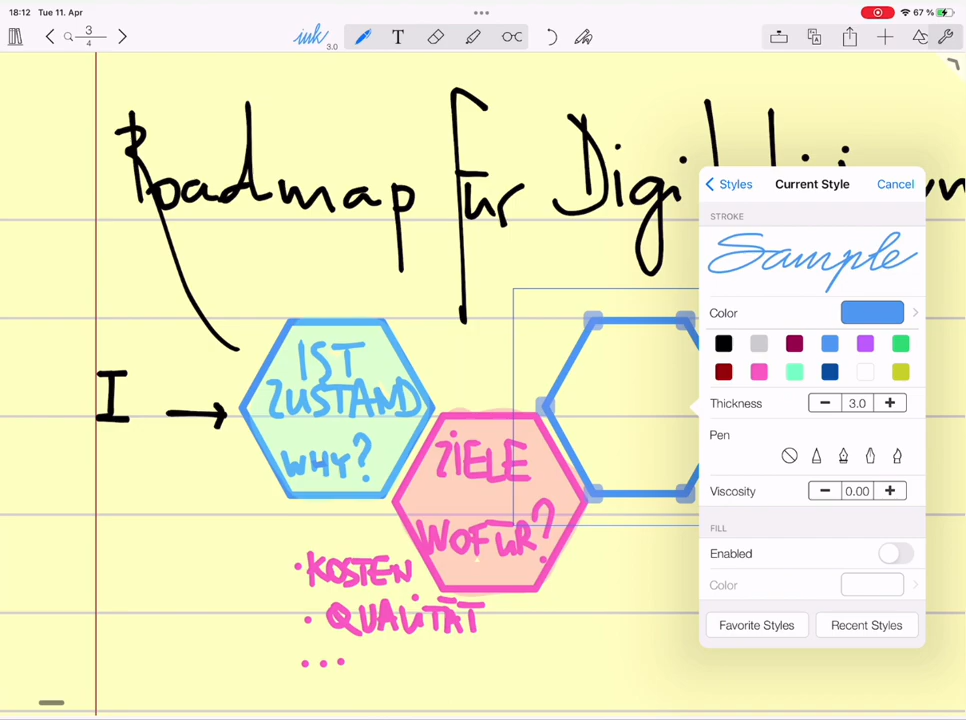 18:12 Tue 11. Apr
67 %
3
4
ink
3.0
T
Roadmap Für
Styles
Current Style
Cancel
STROKE
Sample
Color
Thickness
3.0
Pen
Viscosity
0.00
FILL
Enabled
Color
Favorite Styles
Recent Styles
I
IST
ZUSTAND
WHY?
ZIELE
WOFÜR?
• KOSTEN
• QUALITÄT
...